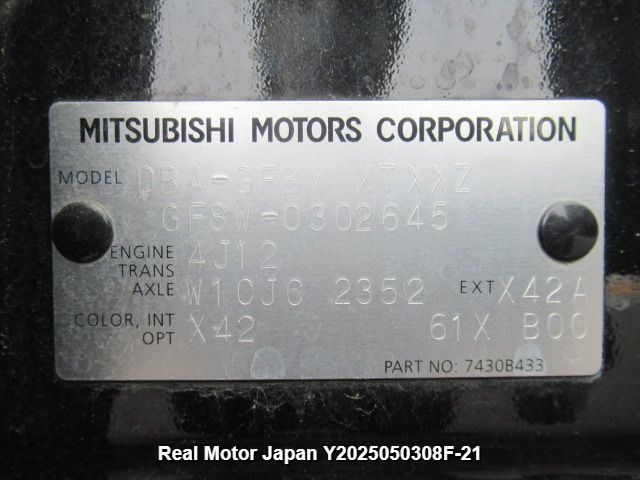 MITSUBISHI MOTORS CORPORATION
MODEL DBA-GF8W XTXXZ
GF8W-0302645
ENGINE 4J12
TRANS
AXLE W1CJC 2352 EXT X42A
COLOR, INT X42 61X B00
OPT
PART NO: 7430B433
Real Motor Japan Y2025050308F-21